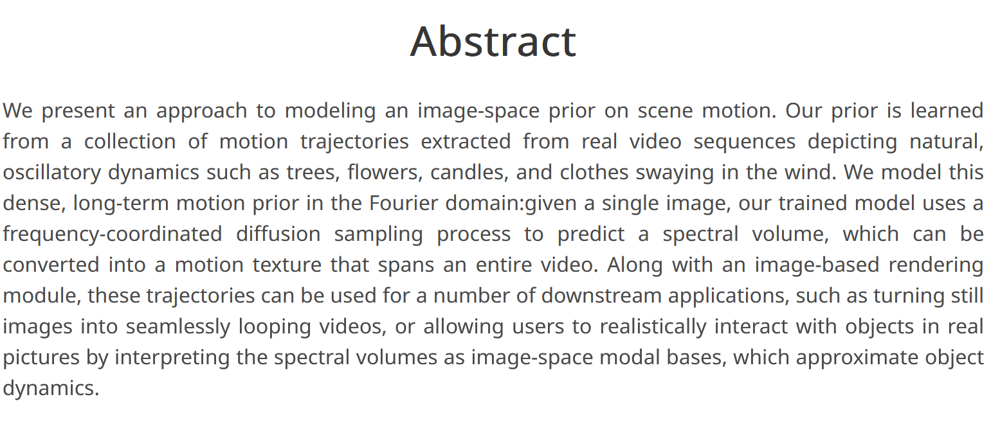 Abstract
We present an approach to modeling an image-space prior on scene motion. Our prior is learned
from a collection of motion trajectories extracted from real video sequences depicting natural,
oscillatory dynamics such as trees, flowers, candles, and clothes swaying in the wind. We model this
dense, long-term motion prior in the Fourier domain:given a single image, our trained model uses a
frequency-coordinated diffusion sampling process to predict a spectral volume, which can be
converted into a motion texture that spans an entire video. Along with an image-based rendering
module, these trajectories can be used for a number of downstream applications, such as turning still
images into seamlessly looping videos, or allowing users to realistically interact with objects in real
pictures by interpreting the spectral volumes as image-space modal bases, which approximate object
dynamics.